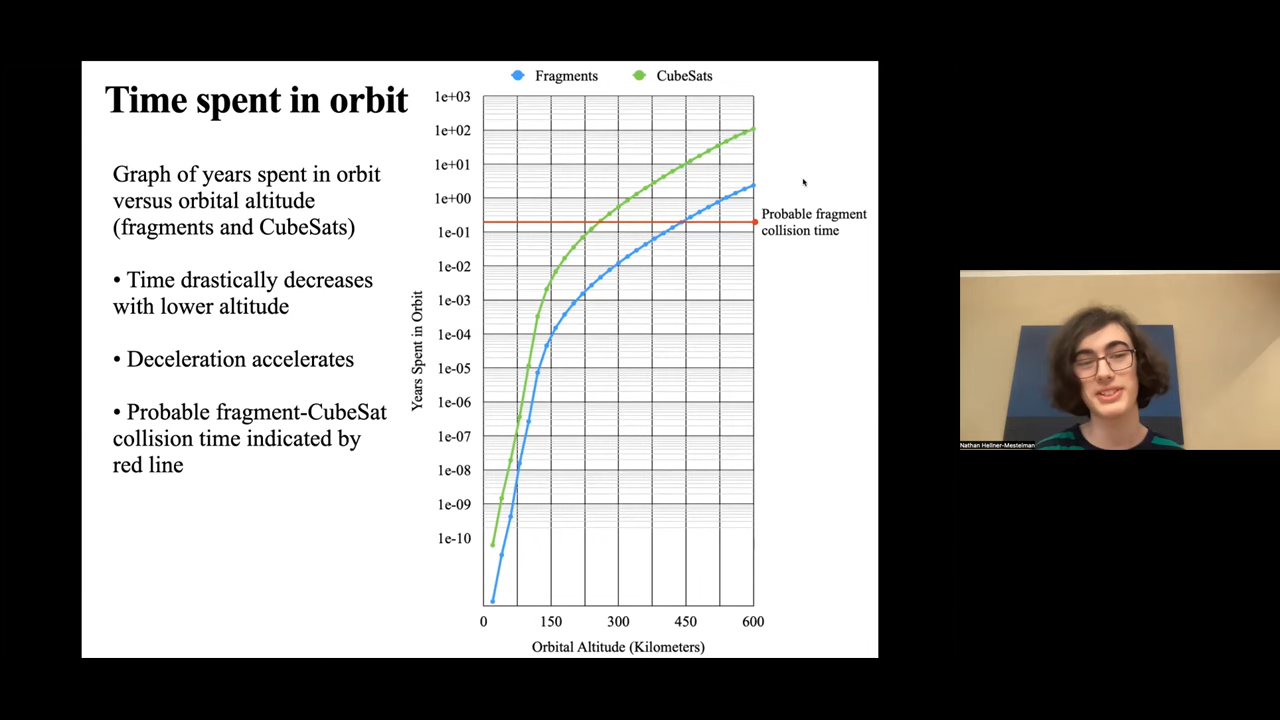 Time spent in orbit
Graph of years spent in orbit
versus orbital altitude
(fragments and CubeSats)
• Time drastically decreases
with lower altitude
• Deceleration accelerates
• Probable fragment-CubeSat
collision time indicated by
red line
Fragments
CubeSats
1e+03
1e+02
1e+01
1e+00
1e-01
1e-02
1e-03
1e-04
1e-05
1e-06
1e-07
1e-08
1e-09
1e-10
Years Spent in Orbit
Probable fragment
collision time
0 150 300 450 600
Orbital Altitude (Kilometers)
Nathan Hellner-Mestelman